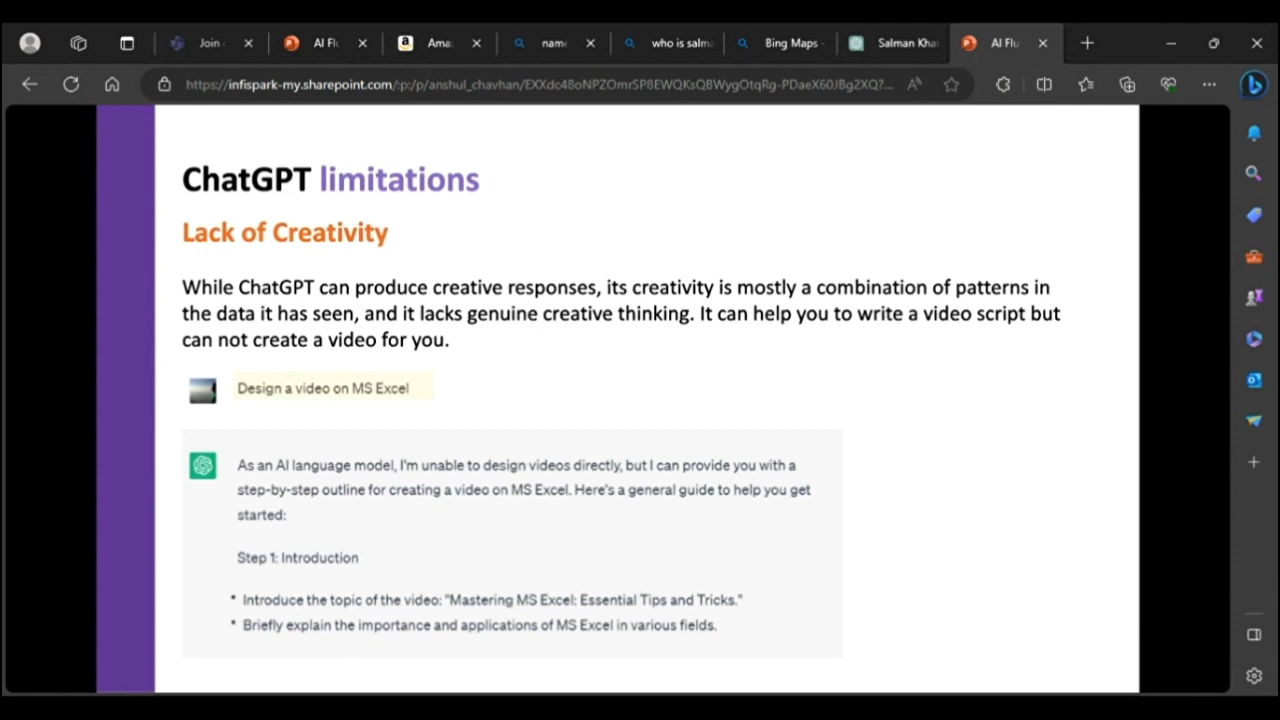 Join
AI Flu
Ama
name
who is salma
Bing Maps -
Salman Kha
AI Flu
https://infispark-my.sharepoint.com/:p:/p/anshul_chavhan/EXXdc48oNPZOmrSP8EWQKsQBWygOtqRg-PDaeX60JBg2XQ?...
ChatGPT limitations
Lack of Creativity
While ChatGPT can produce creative responses, its creativity is mostly a combination of patterns in
the data it has seen, and it lacks genuine creative thinking. It can help you to write a video script but
can not create a video for you.
Design a video on MS Excel
As an AI language model, I'm unable to design videos directly, but I can provide you with a
step-by-step outline for creating a video on MS Excel. Here's a general guide to help you get
started:
Step 1: Introduction
* Introduce the topic of the video: "Mastering MS Excel: Essential Tips and Tricks."
* Briefly explain the importance and applications of MS Excel in various fields.